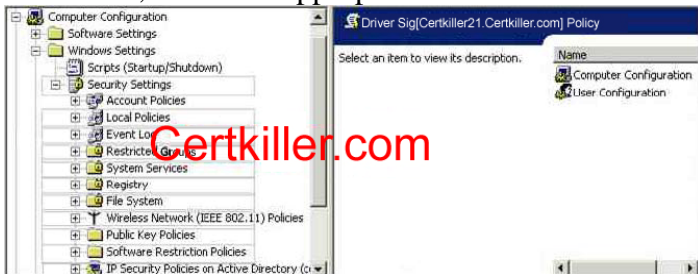 Computer Configuration
Software Settings
Windows Settings
Scripts (Startup/Shutdown)
Security Settings
Account Policies
Local Policies
Event Log
Restricted Groups
System Services
Registry
File System
Wireless Network (IEEE 802.11) Policies
Public Key Policies
Software Restriction Policies
IP Security Policies on Active Directory (c
Driver Sig[Certkiller21.Certkiller.com] Policy
Select an item to view its description.
Name
Computer Configuration
User Configuration
Certkiller.com